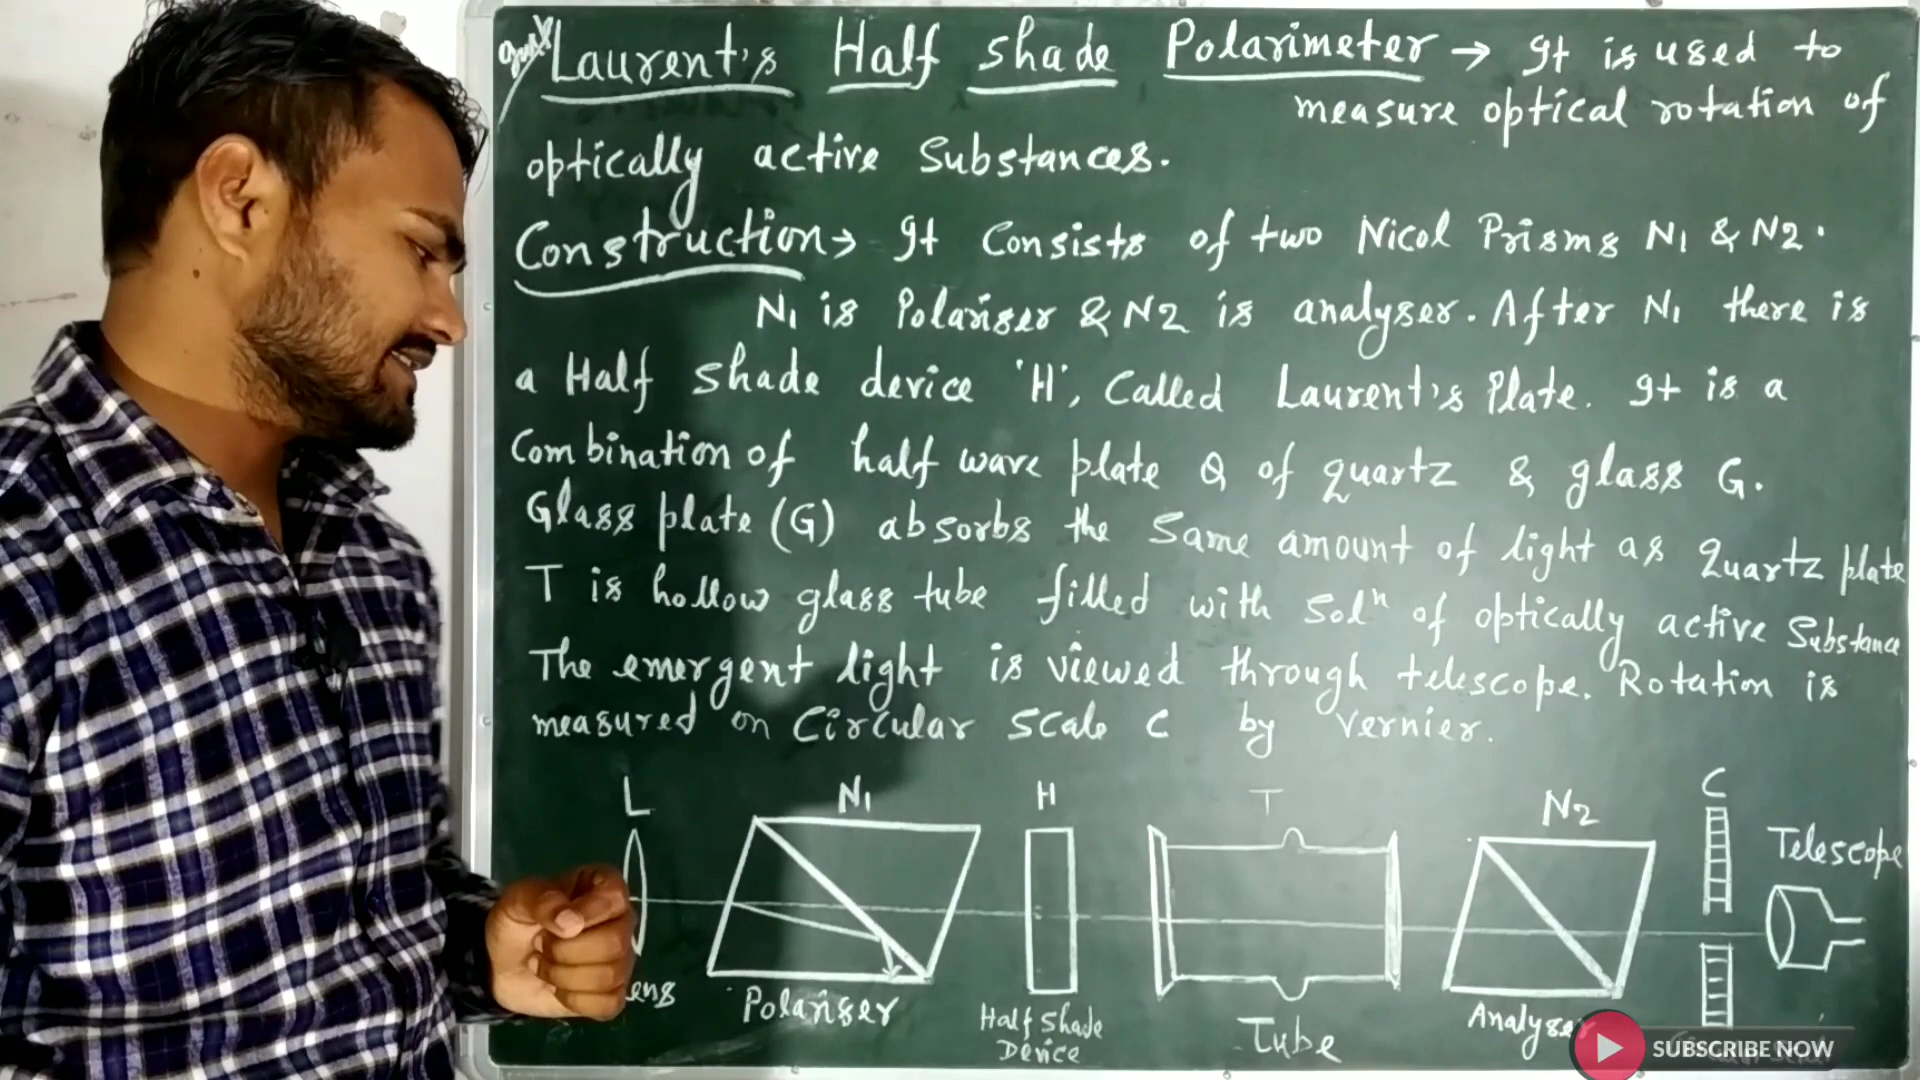 Laurent's Half shade Polarimeter → It is used to
measure optical rotation of
optically active Substances.
Construction → It Consists of two Nicol Prisms N1 & N2.
N1 is Polariser & N2 is analyser. After N1 there is
a Half shade device 'H', Called Laurent's Plate. It is a
Combination of half wave plate Q of quartz & glass G.
Glass plate (G) absorbs the Same amount of light as Quartz plate
T is hollow glass tube filled with Solⁿ of optically active Substance
The emergent light is viewed through telescope. Rotation is
measured on Circular Scale C by Vernier.
L N1 H T N2 C
Telescope
Polariser
Half Shade
Device
Tube
Analyser
SUBSCRIBE NOW